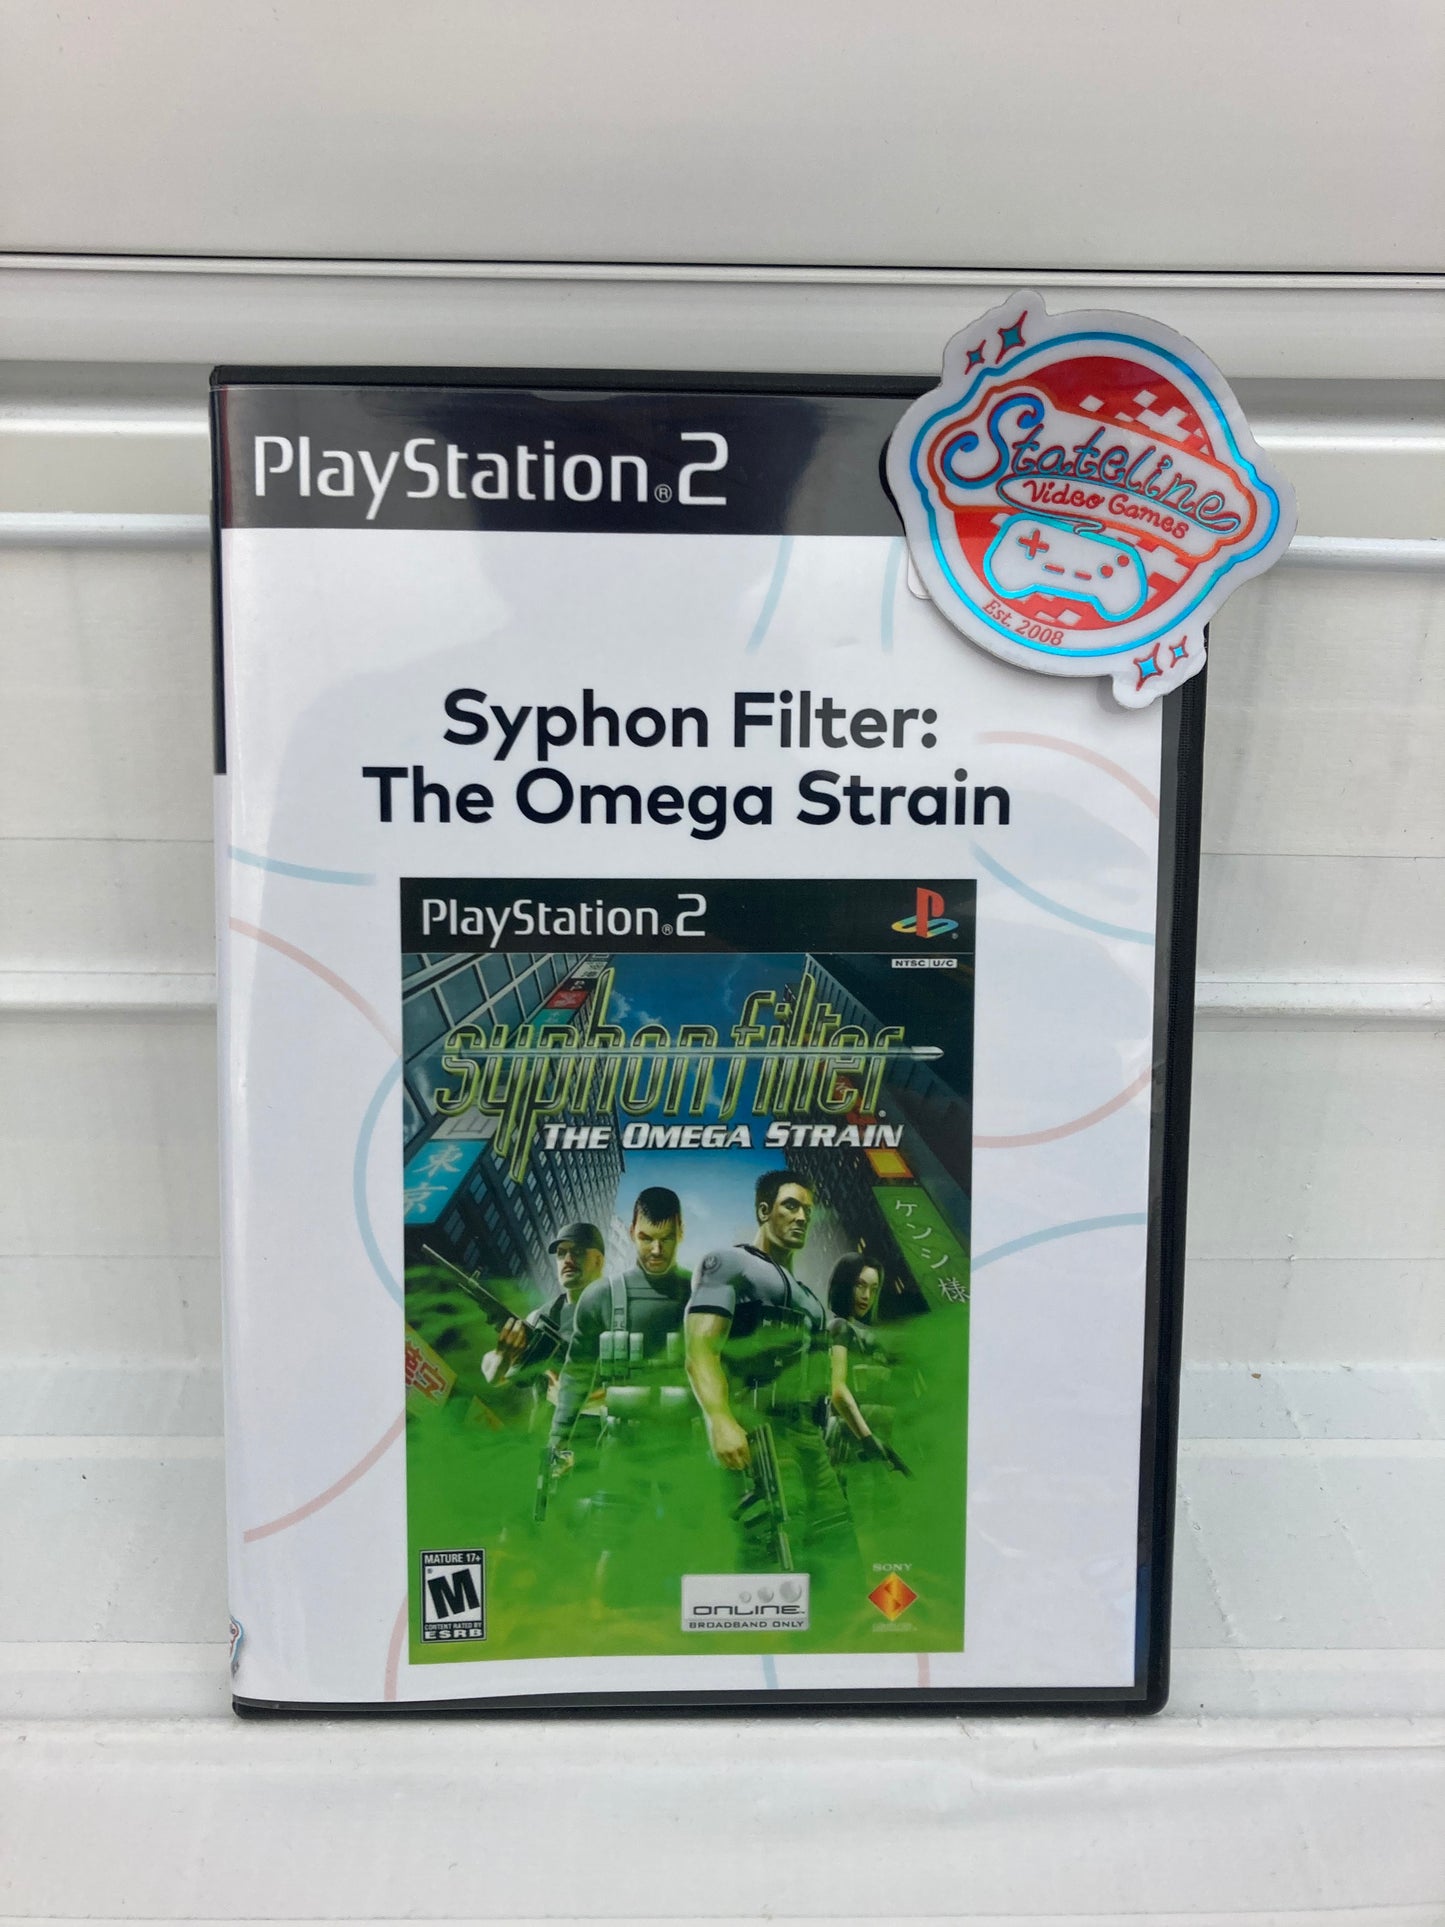 PlayStation®2
Stateline
Video Games
Est. 2008
Syphon Filter:
The Omega Strain
PlayStation®2
NTSC U/C
syphon filter
THE OMEGA STRAIN
東京
ケンジ様
MATURE 17+
M
CONTENT RATED BY
ESRB
ONLINE
BROADBAND ONLY
SONY